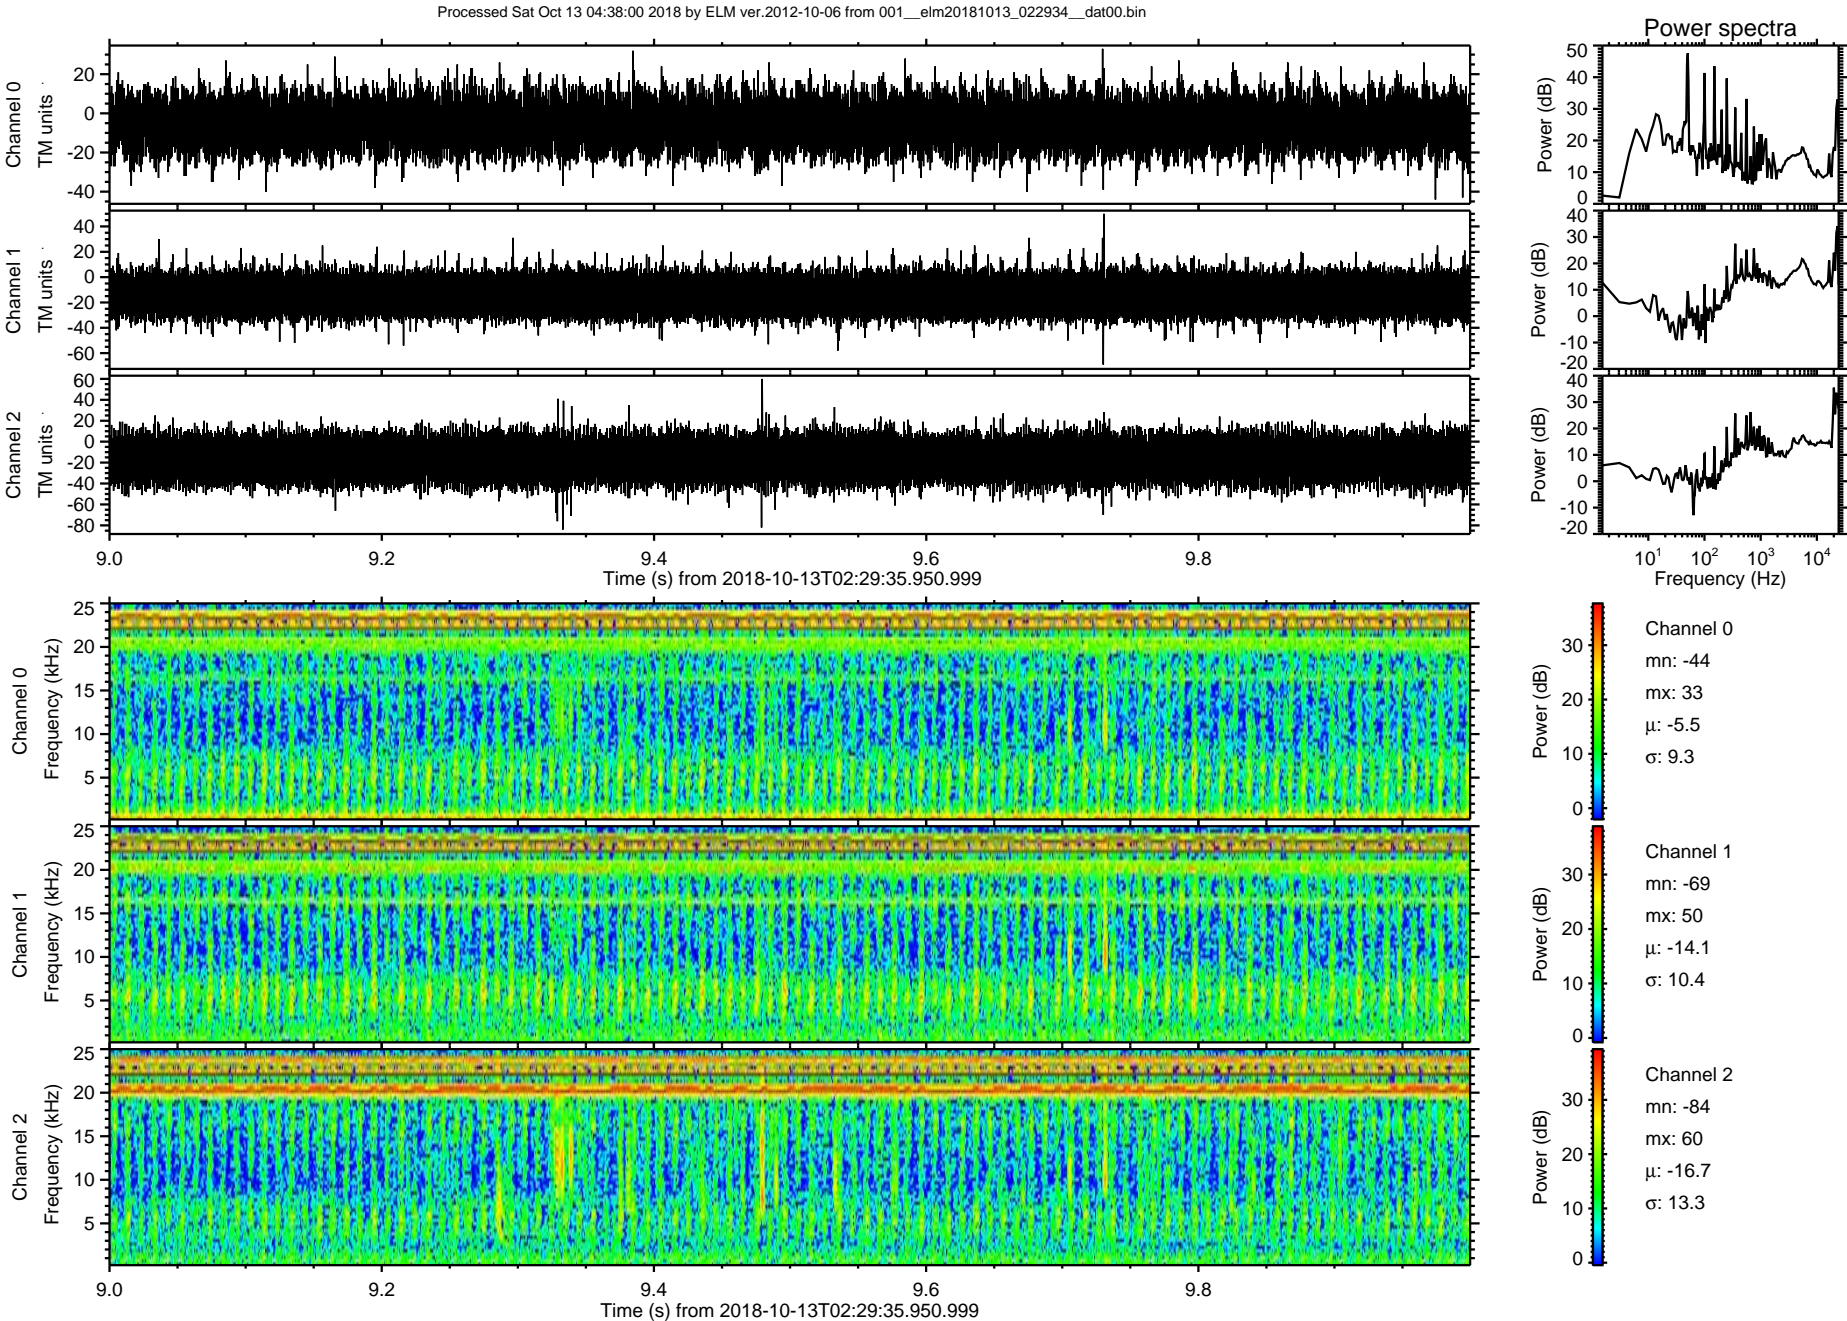 Processed Sat Oct 13 04:38:00 2018 by ELM ver.2012-10-06 from 001__elm20181013_022934__dat00.bin
Power spectra
Channel 0
TM units
20
0
-20
-40
Power (dB)
50
40
30
20
10
0
Channel 1
TM units
40
20
0
-20
-40
-60
Power (dB)
40
30
20
10
0
-10
-20
Channel 2
TM units
60
40
20
0
-20
-40
-60
-80
Power (dB)
40
30
20
10
0
-10
-20
9.0 9.2 9.4 9.6 9.8
Time (s) from 2018-10-13T02:29:35.950.999
10¹ 10² 10³ 10⁴
Frequency (Hz)
Channel 0
Frequency (kHz)
25
20
15
10
5
Power (dB)
30
20
10
0
Channel 0
mn: -44
mx: 33
μ: -5.5
σ: 9.3
Channel 1
Frequency (kHz)
25
20
15
10
5
Power (dB)
30
20
10
0
Channel 1
mn: -69
mx: 50
μ: -14.1
σ: 10.4
Channel 2
Frequency (kHz)
25
20
15
10
5
Power (dB)
30
20
10
0
Channel 2
mn: -84
mx: 60
μ: -16.7
σ: 13.3
9.0 9.2 9.4 9.6 9.8
Time (s) from 2018-10-13T02:29:35.950.999